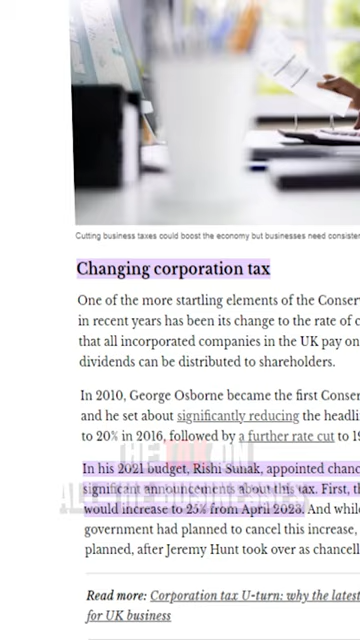 Cutting business taxes could boost the economy but businesses need consiste
Changing corporation tax
One of the more startling elements of the Conser
in recent years has been its change to the rate of c
that all incorporated companies in the UK pay on
dividends can be distributed to shareholders.
In 2010, George Osborne became the first Conser
and he set about significantly reducing the headli
to 20% in 2016, followed by a further rate cut to 19
In his 2021 budget, Rishi Sunak, appointed chanc
significant announcements about this tax. First, th
would increase to 25% from April 2023. And while
government had planned to cancel this increase,
planned, after Jeremy Hunt took over as chancell
Read more: Corporation tax U-turn: why the latest
for UK business